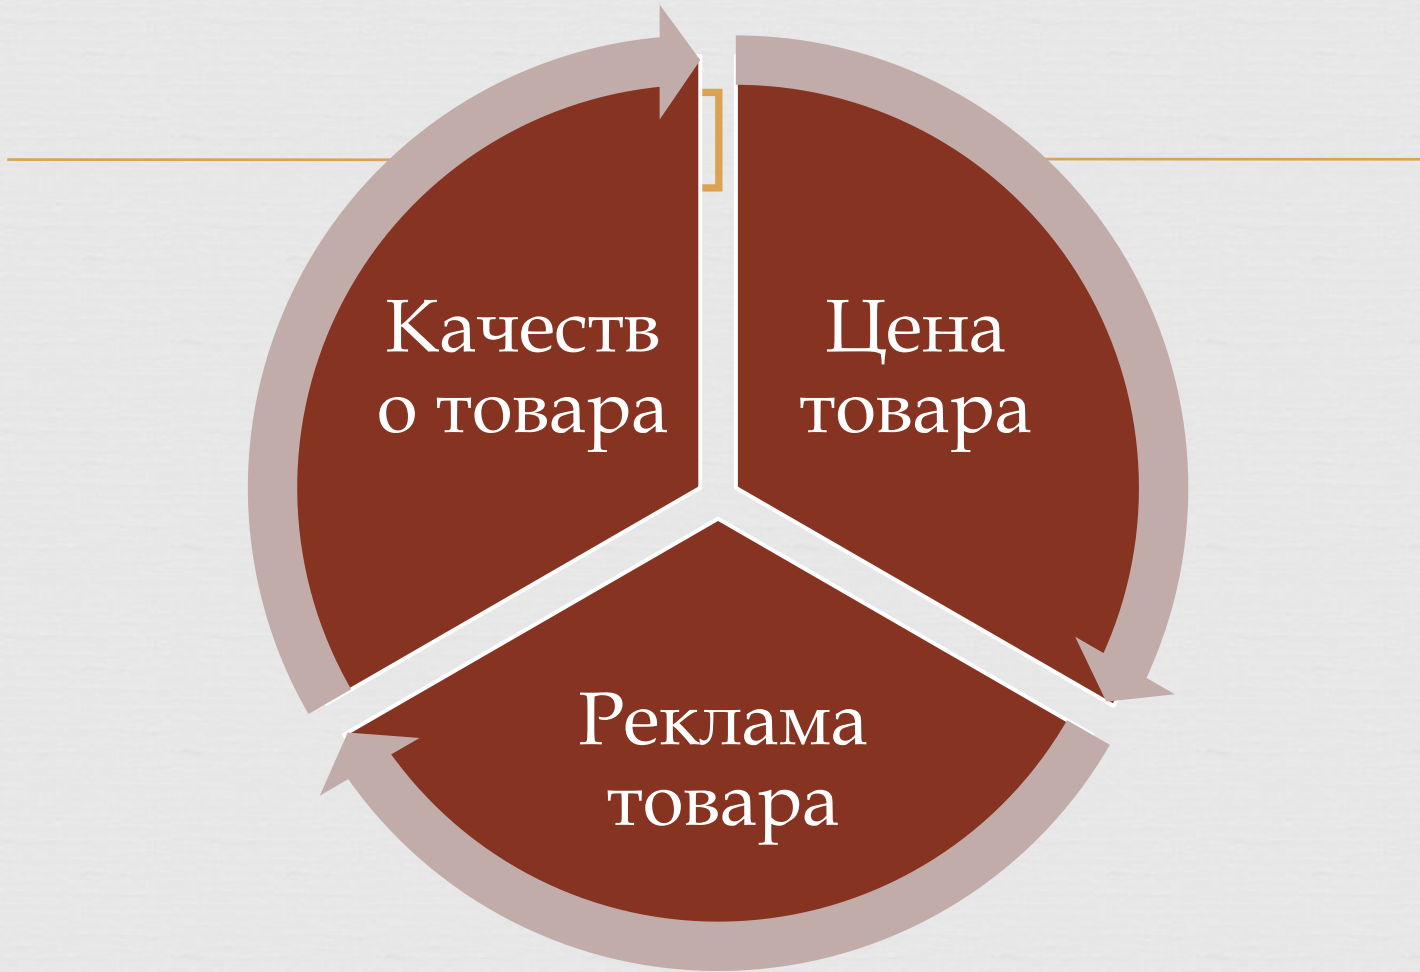 Качеств
о товара
Цена
товара
Реклама
товара